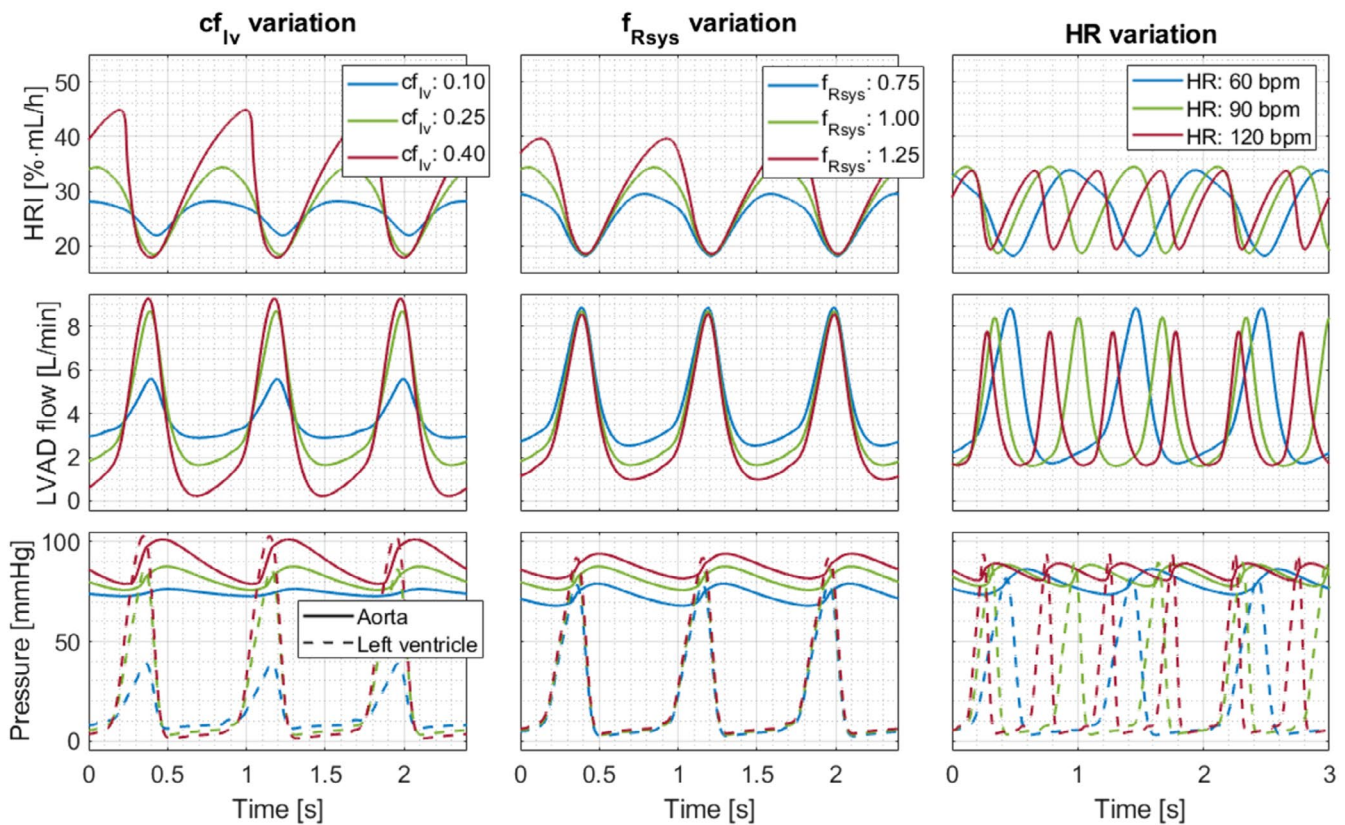 cf_lv variation
f_Rsys variation
HR variation
HRI [%·mL/h]
50
40
30
20
cf_lv: 0.10
cf_lv: 0.25
cf_lv: 0.40
f_Rsys: 0.75
f_Rsys: 1.00
f_Rsys: 1.25
HR: 60 bpm
HR: 90 bpm
HR: 120 bpm
LVAD flow [L/min]
8
6
4
2
0
Pressure [mmHg]
100
50
0
Aorta
Left ventricle
0 0.5 1 1.5 2
0 0.5 1 1.5 2
0 1 2 3
Time [s]
Time [s]
Time [s]